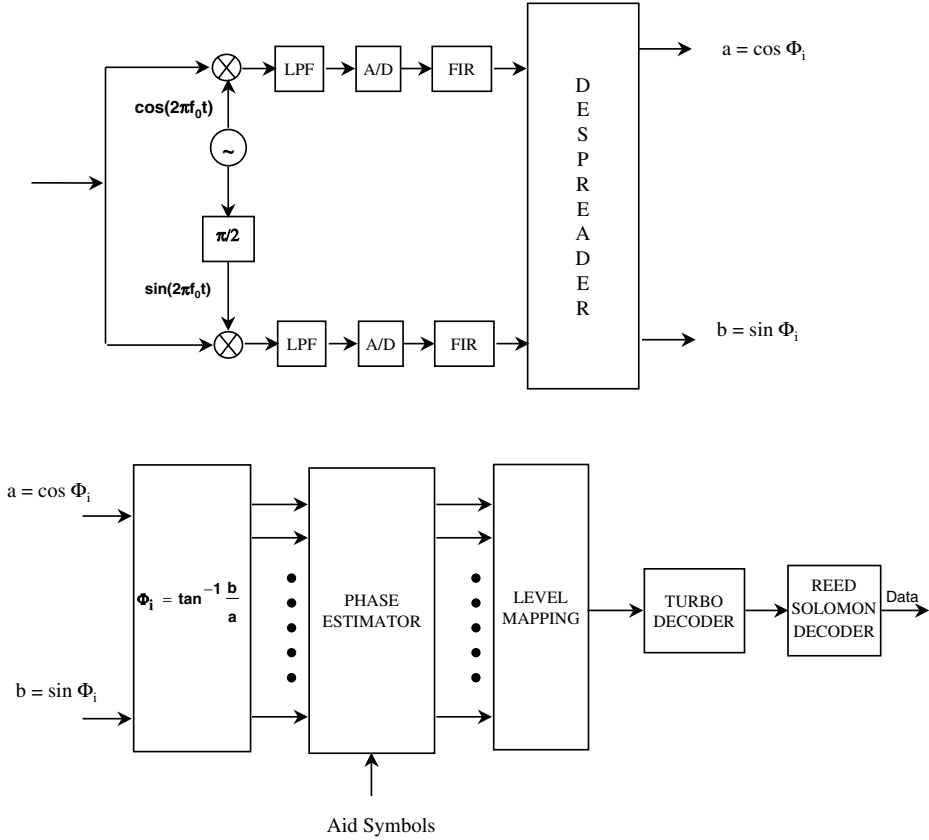 a = cos Φi
LPF
A/D
FIR
cos(2πf0t)
~
π/2
sin(2πf0t)
LPF
A/D
FIR
DESPREADER
b = sin Φi
a = cos Φi
b = sin Φi
Φi = tan−1 b/a
PHASE
ESTIMATOR
Aid Symbols
LEVEL
MAPPING
TURBO
DECODER
REED
SOLOMON
DECODER
Data